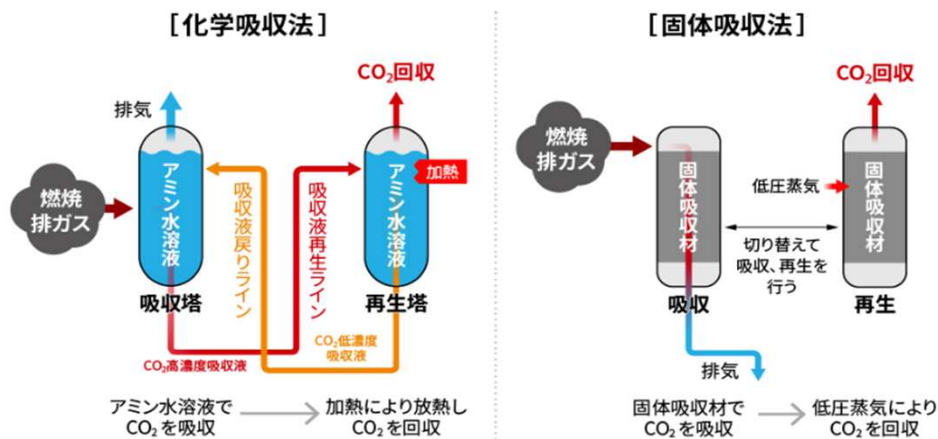 [化学吸収法]
CO₂回収
排気
燃焼
排ガス
アミン水溶液
吸収液戻りライン
吸収液再生ライン
アミン水溶液
加熱
吸収塔
再生塔
CO₂高濃度吸収液
CO₂低濃度
吸収液
アミン水溶液で
CO₂を吸収
加熱により放熱し
CO₂を回収
[固体吸収法]
CO₂回収
燃焼
排ガス
固体吸収材
低圧蒸気
固体吸収材
切り替えて
吸収、再生を
行う
吸収
再生
排気
固体吸収材で
CO₂を吸収
低圧蒸気により
CO₂を回収